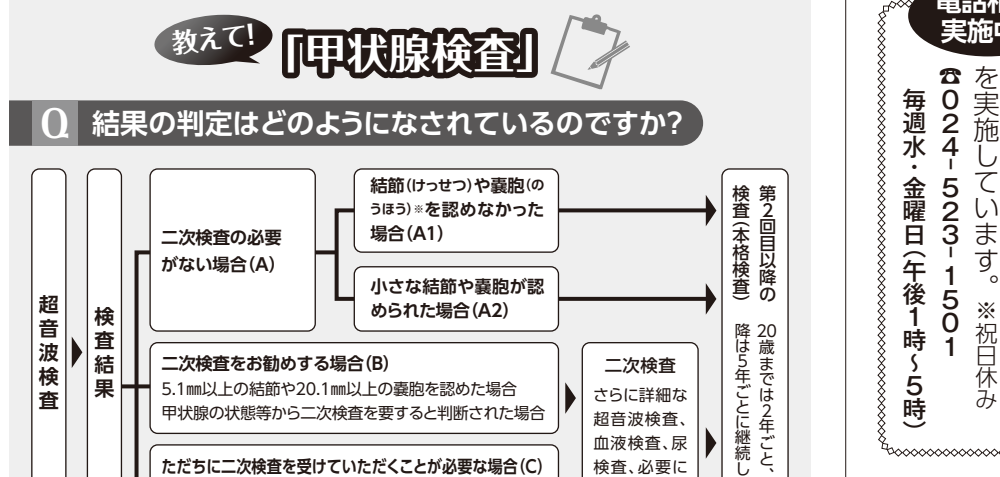 教えて!
「甲状腺検査」
Q 結果の判定はどのようになされているのですか?
超音波検査
検査結果
二次検査の必要
がない場合(A)
結節(けっせつ)や嚢胞(の
うほう)※を認めなかった
場合(A1)
小さな結節や嚢胞が認
められた場合(A2)
二次検査をお勧めする場合(B)
5.1㎜以上の結節や20.1㎜以上の嚢胞を認めた場合
甲状腺の状態等から二次検査を要すると判断された場合
ただちに二次検査を受けていただくことが必要な場合(C)
二次検査
さらに詳細な
超音波検査、
血液検査、尿
検査、必要に
第2回目以降の
検査(本格検査)
20歳までは2年ごと、
降は5年ごとに継続し
電話相
実施中
を実施しています。※祝日休み
☎024-523-1501
毎週水・金曜日(午後1時～5時)